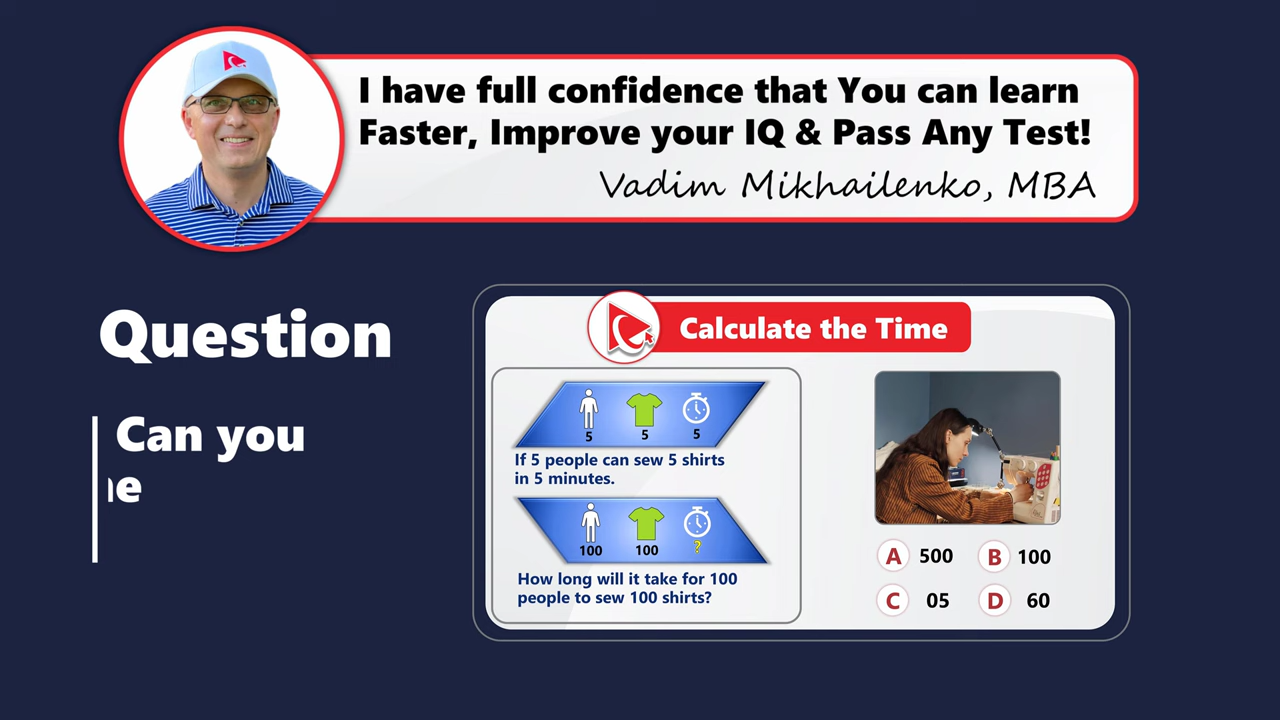 I have full confidence that You can learn
Faster, Improve your IQ & Pass Any Test!
Vadim Mikhailenko, MBA
Question
Can you
Calculate the Time
5 5 5
If 5 people can sew 5 shirts
in 5 minutes.
100 100 ?
How long will it take for 100
people to sew 100 shirts?
A 500 B 100
C 05 D 60